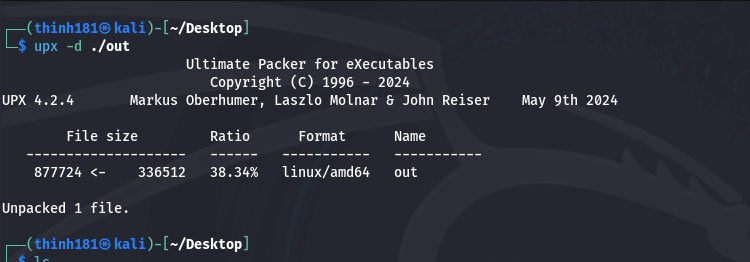 (thinh181㉿kali)-[~/Desktop]
$ upx -d ./out
Ultimate Packer for eXecutables
Copyright (C) 1996 - 2024
UPX 4.2.4       Markus Oberhumer, Laszlo Molnar & John Reiser    May 9th 2024
File size         Ratio      Format      Name
--------------------   ------   -----------   -----------
877724 <-    336512   38.34%   linux/amd64   out
Unpacked 1 file.
(thinh181㉿kali)-[~/Desktop]
$ ls